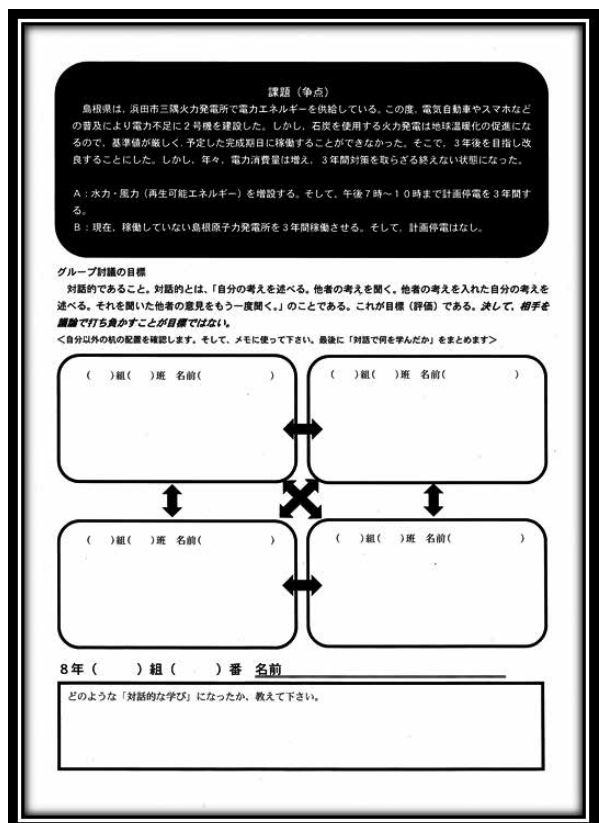 課題（争点）
島根県は，浜田市三隅火力発電所で電力エネルギーを供給している。この度，電気自動車やスマホなど
の普及により電力不足に２号機を建設した。しかし，石炭を使用する火力発電は地球温暖化の促進にな
るので，基準値が厳しく，予定した完成期日に稼働することができなかった。そこで，３年後を目指し改
良することにした。しかし，年々，電力消費量は増え，３年間対策を取らざる終えない状態になった。
A：水力・風力（再生可能エネルギー）を増設する。そして，午後７時〜１０時まで計画停電を３年間す
る。
B：現在，稼働していない島根原子力発電所を３年間稼働させる。そして，計画停電はなし。
グループ討議の目標
対話的であること。対話的とは、「自分の考えを述べる。他者の考えを聞く。他者の考えを入れた自分の考えを
述べる。それを聞いた他者の意見をもう一度聞く。」のことである。これが目標（評価）である。決して、相手を
議論で打ち負かすことが目標ではない。
＜自分以外の机の配置を確認します。そして、メモに使って下さい。最後に「対話で何を学んだか」をまとめます＞
（　）組（　）班　名前（　　　　　）
（　）組（　）班　名前（　　　　　）
（　）組（　）班　名前（　　　　　）
（　）組（　）班　名前（　　　　　）
８年（　　）組（　　）番　名前
どのような「対話的な学び」になったか、教えて下さい。